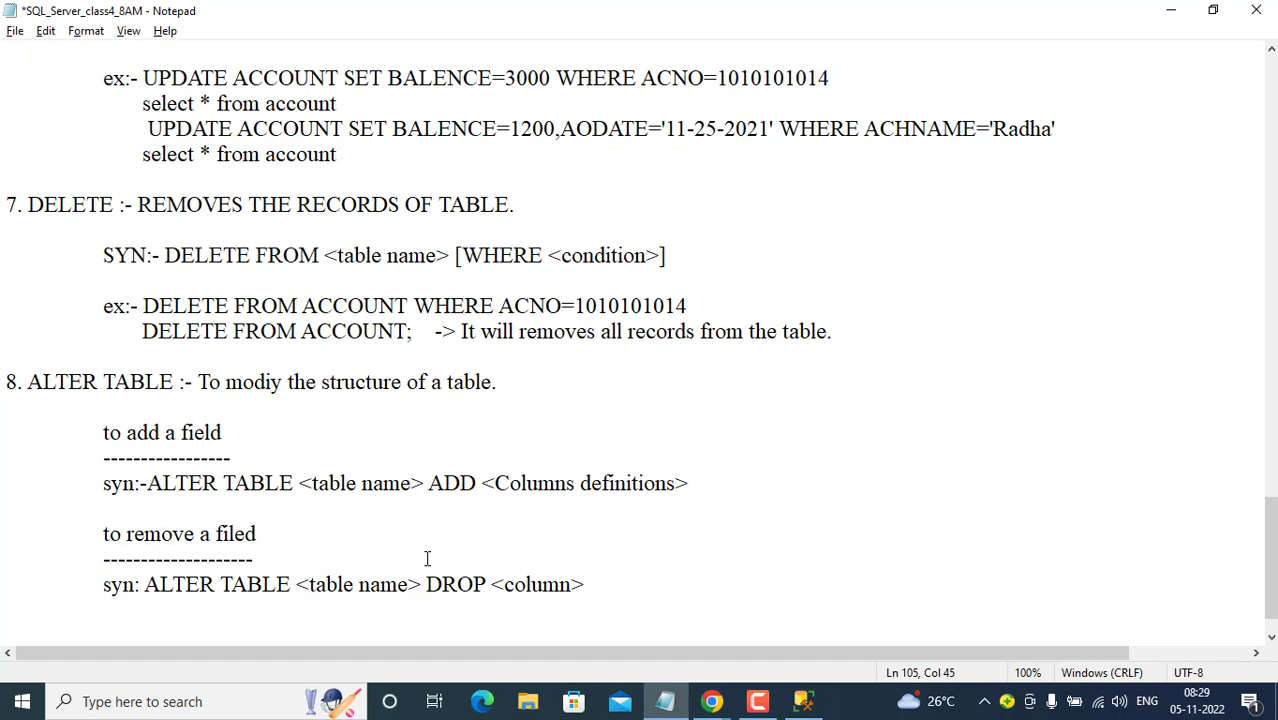 *SQL_Server_class4_8AM - Notepad
File Edit Format View Help
ex:- UPDATE ACCOUNT SET BALENCE=3000 WHERE ACNO=1010101014
select * from account
UPDATE ACCOUNT SET BALENCE=1200,AODATE='11-25-2021' WHERE ACHNAME='Radha'
select * from account
7. DELETE :- REMOVES THE RECORDS OF TABLE.
SYN:- DELETE FROM <table name> [WHERE <condition>]
ex:- DELETE FROM ACCOUNT WHERE ACNO=1010101014
DELETE FROM ACCOUNT; -> It will removes all records from the table.
8. ALTER TABLE :- To modiy the structure of a table.
to add a field
-----------------
syn:-ALTER TABLE <table name> ADD <Columns definitions>
to remove a filed
--------------------
syn: ALTER TABLE <table name> DROP <column>
Ln 105, Col 45 100% Windows (CRLF) UTF-8
Type here to search 26°C ENG 08:29
05-11-2022 1